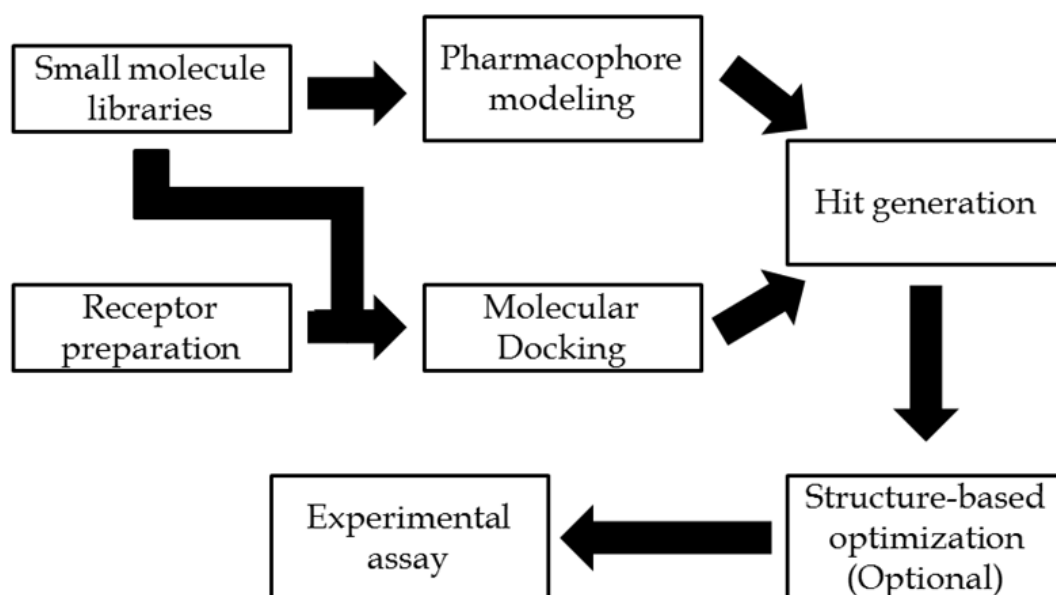 Small molecule
libraries
Pharmacophore
modeling
Hit generation
Receptor
preparation
Molecular
Docking
Experimental
assay
Structure-based
optimization
(Optional)